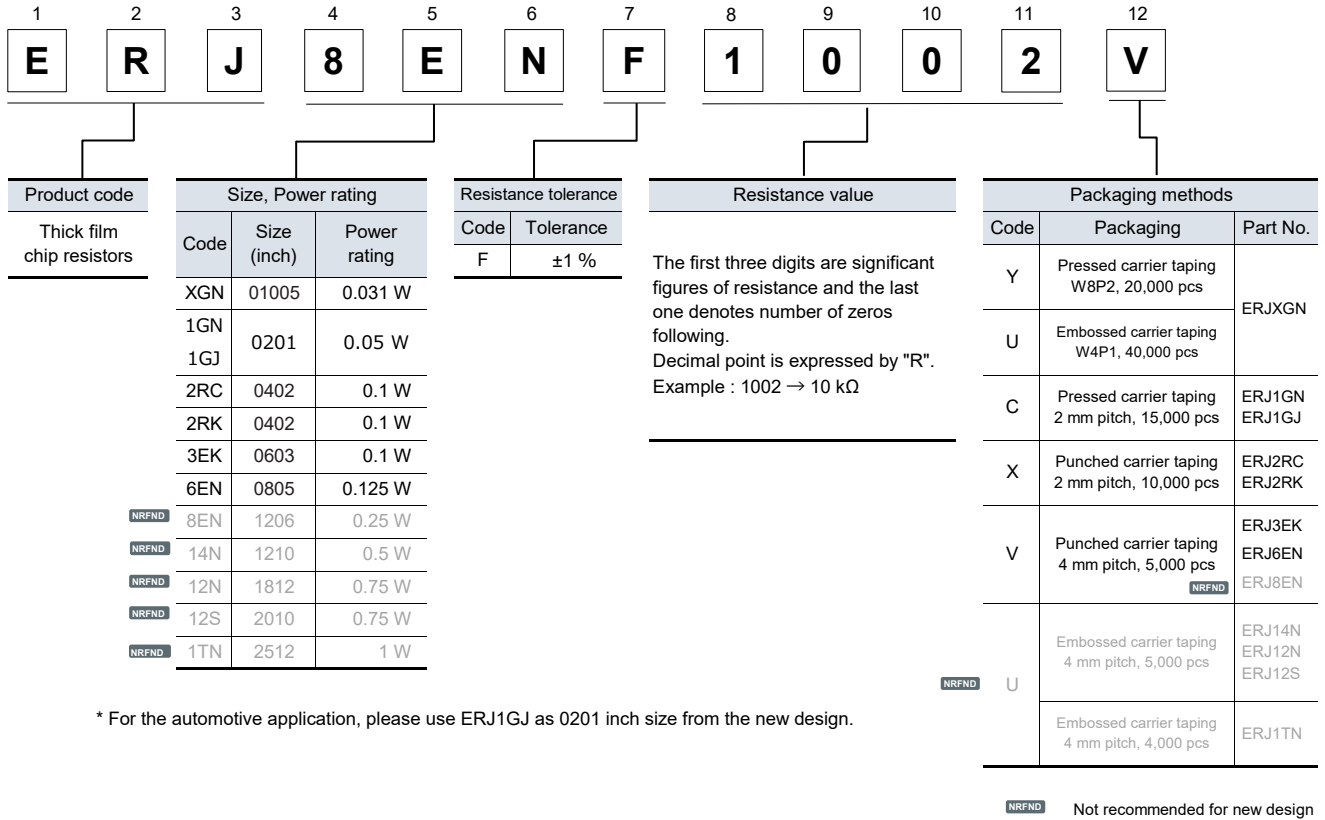 1 2 3 4 5 6 7 8 9 10 11 12
E R J 8 E N F 1 0 0 2 V
Product code
Thick film
chip resistors
Size, Power rating
Code Size (inch) Power rating
XGN 01005 0.031 W
1GN
1GJ 0201 0.05 W
2RC 0402 0.1 W
2RK 0402 0.1 W
3EK 0603 0.1 W
6EN 0805 0.125 W
NRFND 8EN 1206 0.25 W
NRFND 14N 1210 0.5 W
NRFND 12N 1812 0.75 W
NRFND 12S 2010 0.75 W
NRFND 1TN 2512 1 W
Resistance tolerance
Code Tolerance
F ±1 %
Resistance value
The first three digits are significant
figures of resistance and the last
one denotes number of zeros
following.
Decimal point is expressed by "R".
Example : 1002 → 10 kΩ
Packaging methods
Code Packaging Part No.
Y Pressed carrier taping
W8P2, 20,000 pcs
ERJXGN
U Embossed carrier taping
W4P1, 40,000 pcs
C Pressed carrier taping
2 mm pitch, 15,000 pcs
ERJ1GN
ERJ1GJ
X Punched carrier taping
2 mm pitch, 10,000 pcs
ERJ2RC
ERJ2RK
V Punched carrier taping
4 mm pitch, 5,000 pcs
ERJ3EK
ERJ6EN
NRFND ERJ8EN
NRFND U Embossed carrier taping
4 mm pitch, 5,000 pcs
ERJ14N
ERJ12N
ERJ12S
Embossed carrier taping
4 mm pitch, 4,000 pcs
ERJ1TN
* For the automotive application, please use ERJ1GJ as 0201 inch size from the new design.
NRFND Not recommended for new design